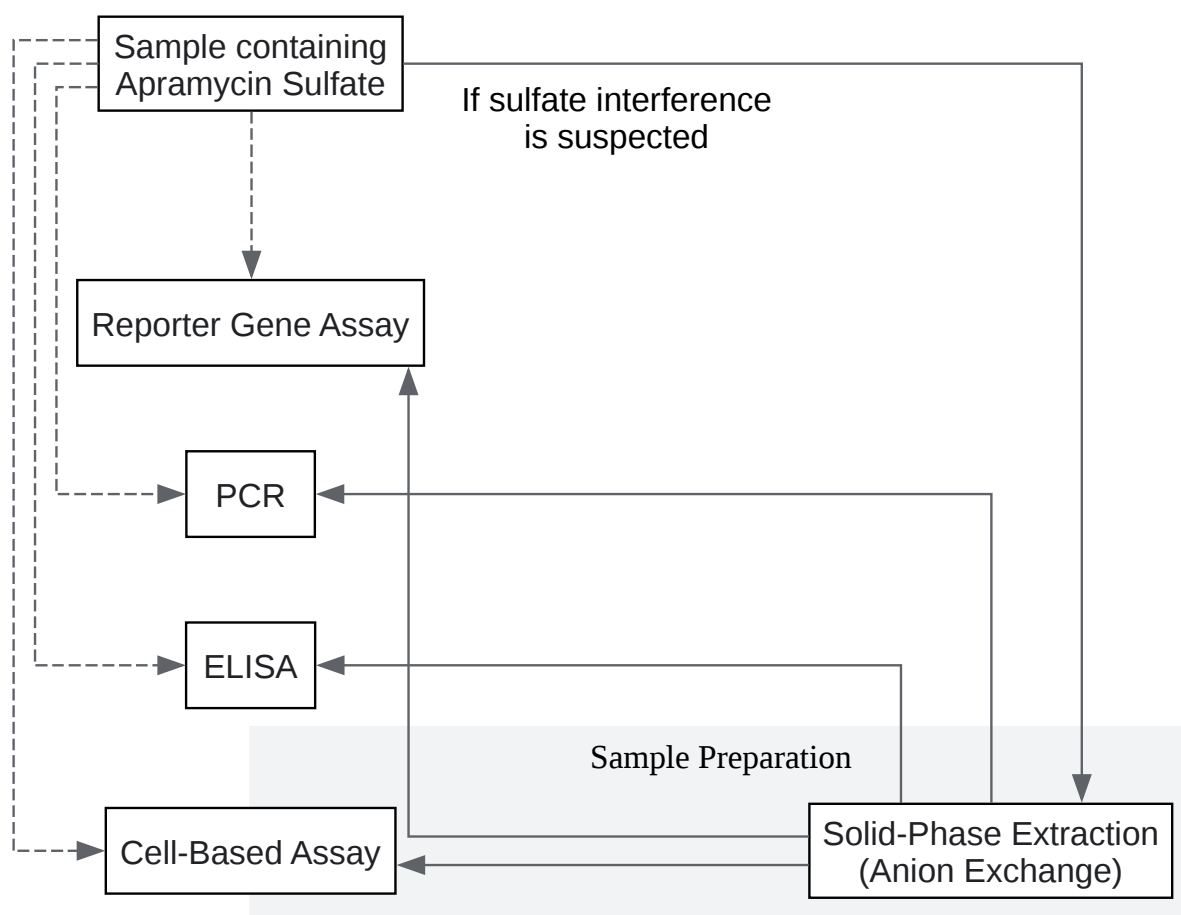 Sample containing
Apramycin Sulfate
If sulfate interference
is suspected
Reporter Gene Assay
PCR
ELISA
Sample Preparation
Cell-Based Assay
Solid-Phase Extraction
(Anion Exchange)